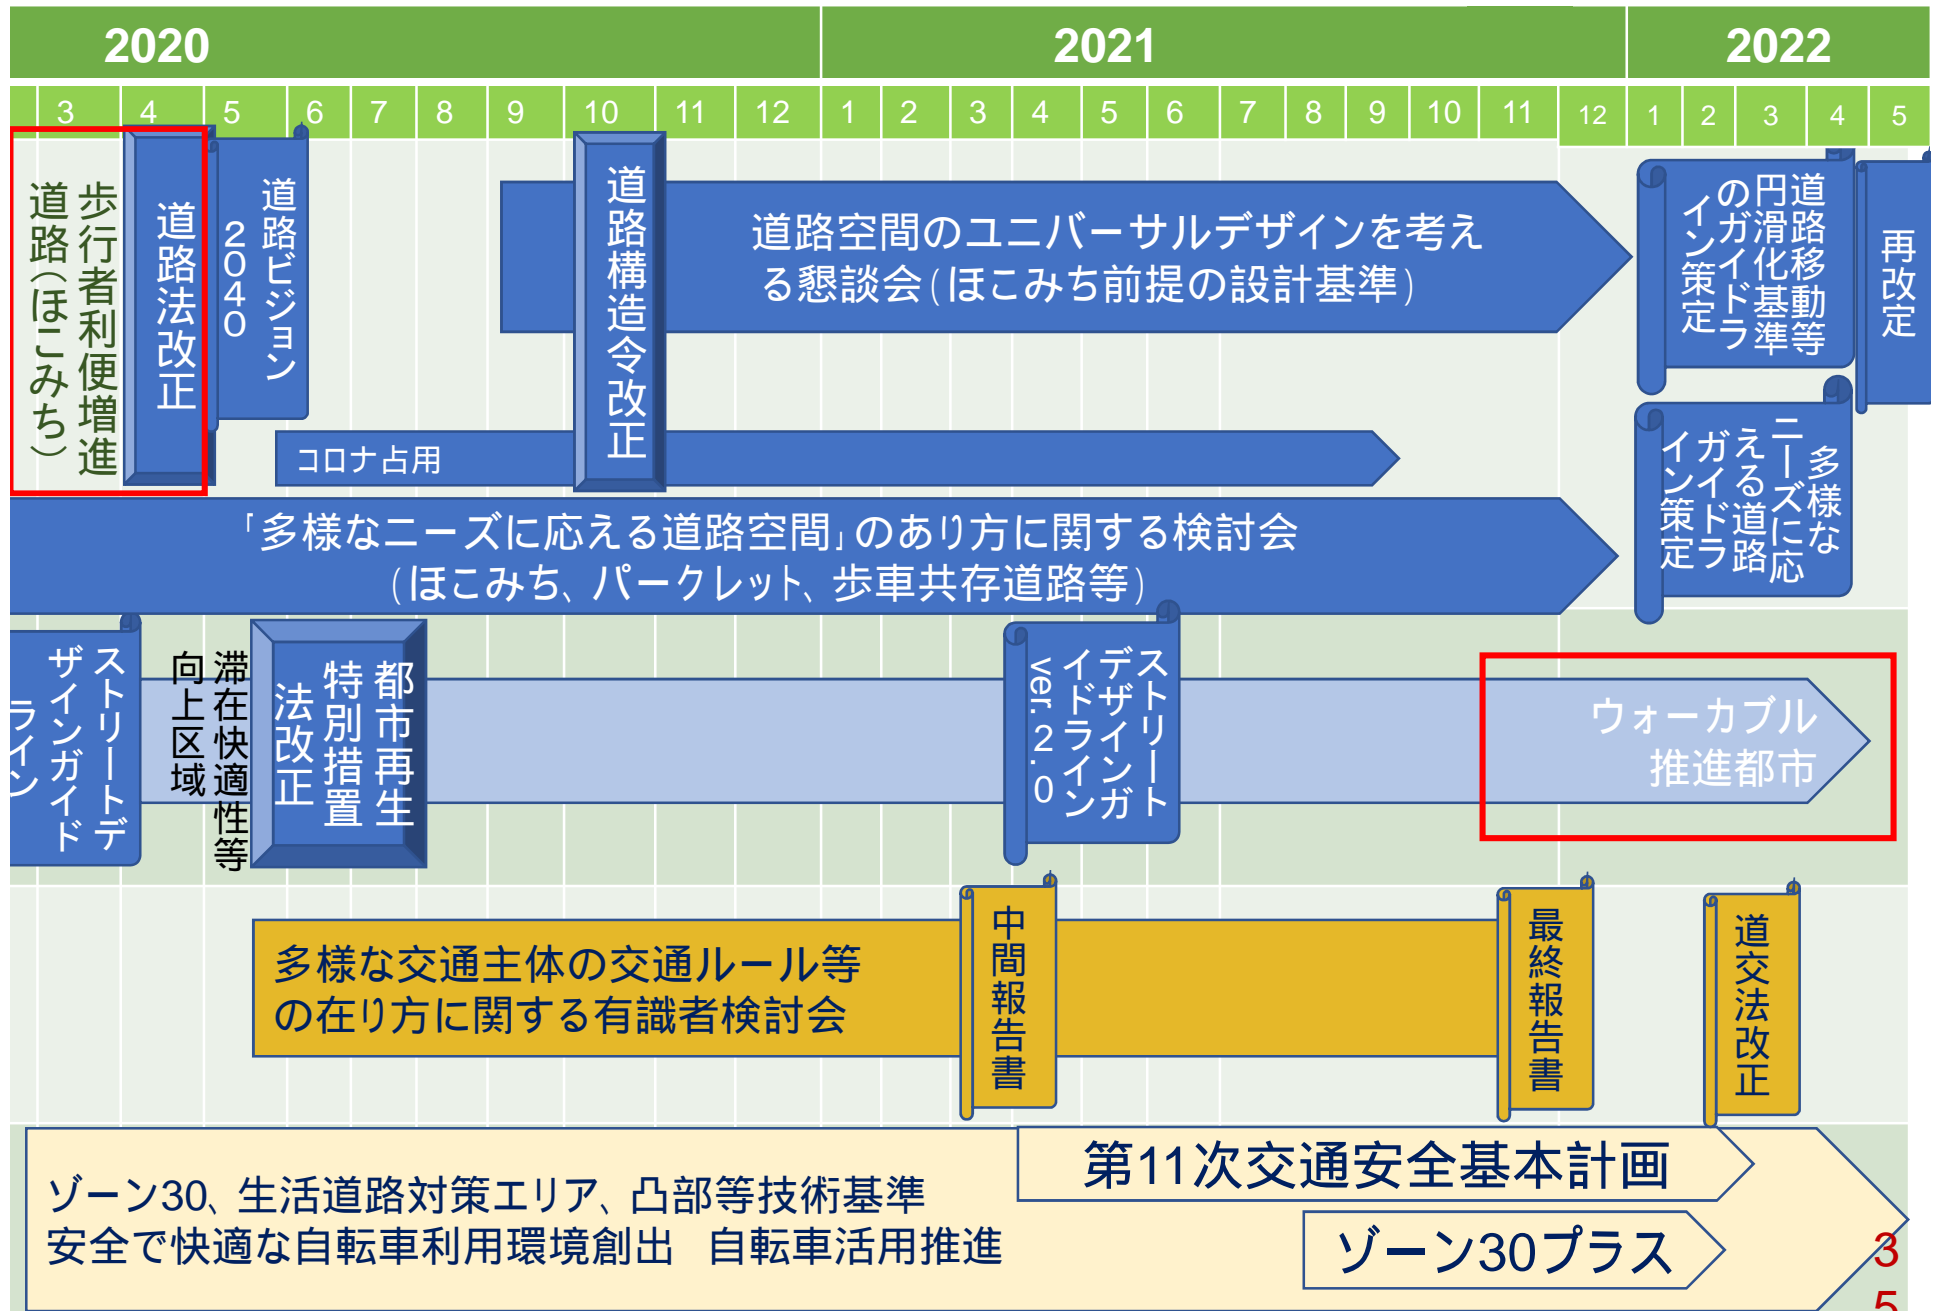 2020
2021
2022
3
4
5
6
7
8
9
10
11
12
1
2
3
4
5
6
7
8
9
10
11
12
1
2
3
4
5
歩行者利便増進
道路（ほこみち）
道路法改正
道路ビジョン
２０４０
道路構造令改正
道路空間のユニバーサルデザインを考え
る懇談会（ほこみち前提の設計基準）
道路移動等
円滑化基準
のガイドラ
イン策定
再改定
コロナ占用
「多様なニーズに応える道路空間」のあり方に関する検討会
（ほこみち、パークレット、歩車共存道路等）
多様な
ニーズに応
える道路
ガイドラ
イン策定
ストリートデ
ザインガイド
ライン
滞在快適性等
向上区域
都市再生
特別措置
法改正
ストリート
デザインガ
イドライン
ver.２.０
ウォーカブル
推進都市
多様な交通主体の交通ルール等
の在り方に関する有識者検討会
中間報告書
最終報告書
道交法改正
ゾーン30、生活道路対策エリア、凸部等技術基準
安全で快適な自転車利用環境創出　自転車活用推進
第11次交通安全基本計画
ゾーン30プラス
3
5